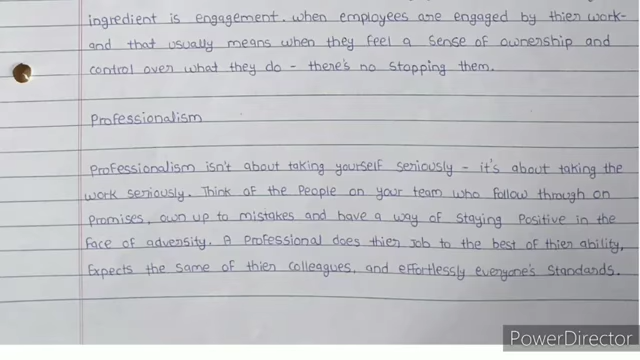 ingredient is engagement. when employees are engaged by thier work-
and that usually means when they feel a sense of ownership and
control over what they do - there's no stopping them.
Professionalism
Professionalism isn't about taking yourself seriously - it's about taking the
work seriously. Think of the People on your team who follow through on
Promises, own up to mistakes and have a way of staying Positive in the
face of adversity. A Professional does thier Job to the best of thier ability,
Expects the same of thier colleagues, and effortlessly everyone's standards.
PowerDirector